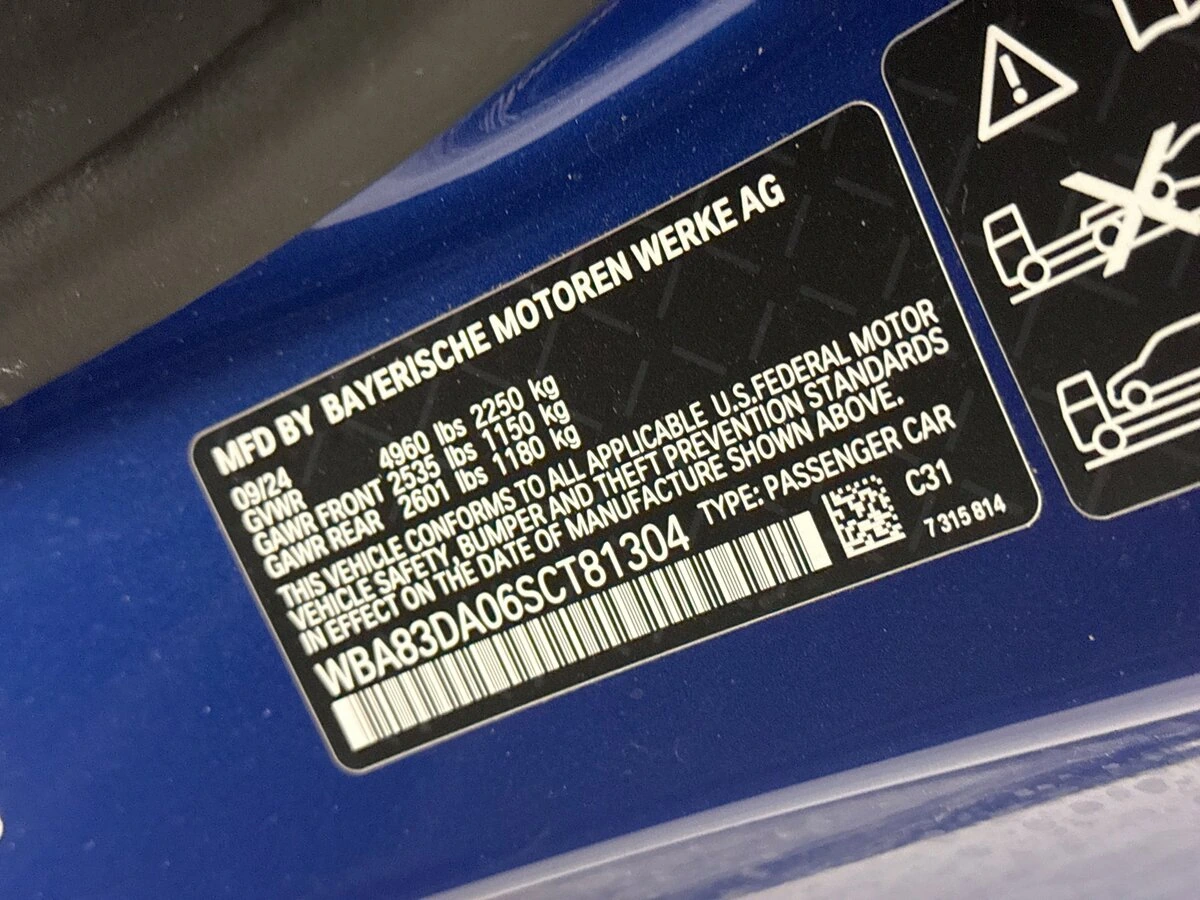 MFD BY BAYERISCHE MOTOREN WERKE AG
09/24
GVWR 4960 lbs 2250 kg
GAWR FRONT 2535 lbs 1150 kg
GAWR REAR 2601 lbs 1180 kg
THIS VEHICLE CONFORMS TO ALL APPLICABLE U.S.FEDERAL MOTOR
VEHICLE SAFETY, BUMPER AND THEFT PREVENTION STANDARDS
IN EFFECT ON THE DATE OF MANUFACTURE SHOWN ABOVE.
WBA83DA06SCT81304 TYPE: PASSENGER CAR
C31
7 315 814